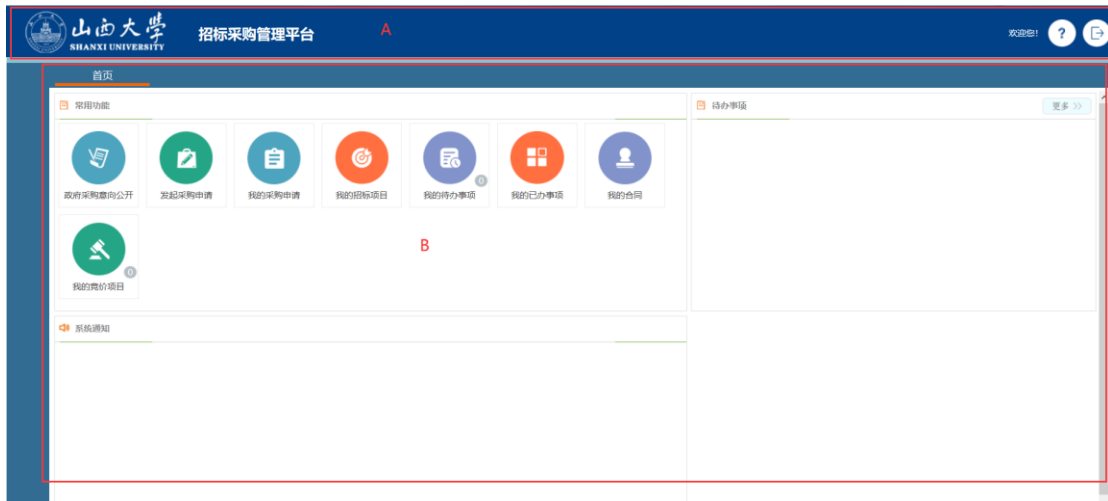 山西大学
SHANXI UNIVERSITY
招标采购管理平台
A
欢迎您!
?
首页
常用功能
待办事项
更多 >>
政府采购意向公开
发起采购申请
我的采购申请
我的招标项目
0
我的待办事项
我的已办事项
我的合同
B
0
我的竞价项目
系统通知